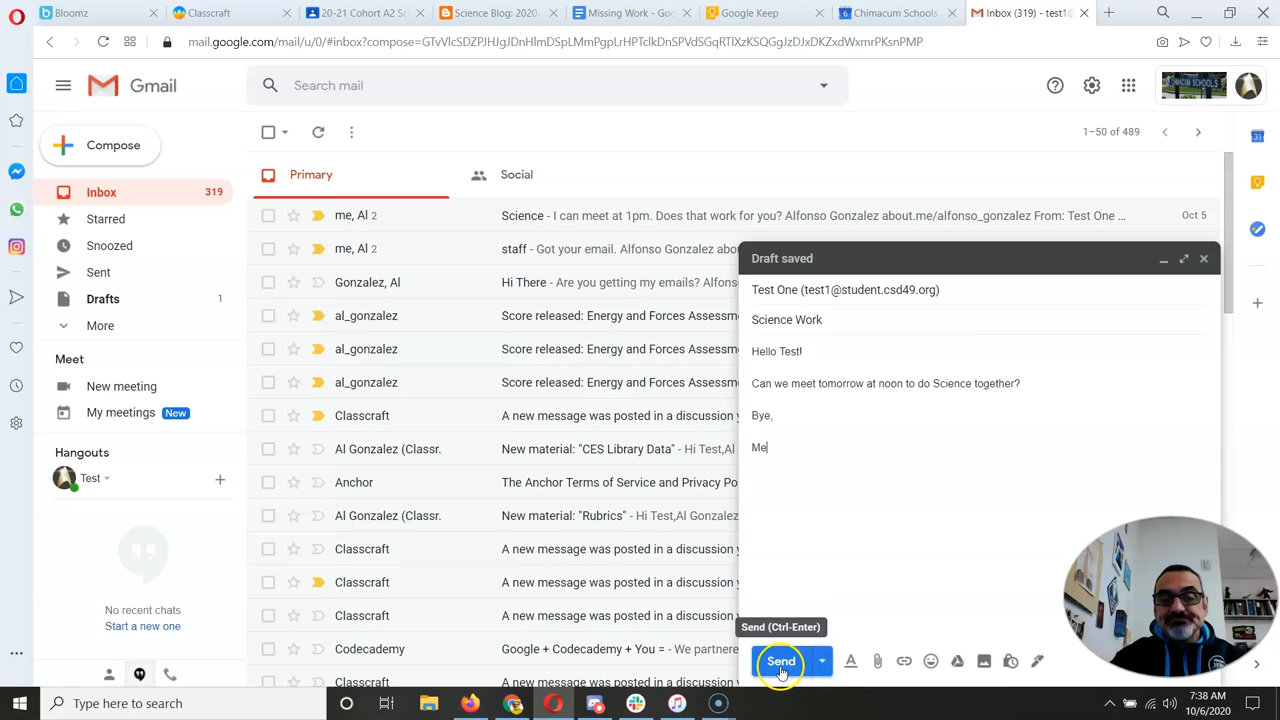 Bloomz
Classcraft
20-21 Cohort A2 Sc
Science Blog: 2020-
Missing Work - Goo
Google Keep
Chimacum Schools.
Inbox (319) - test1@
mail.google.com/mail/u/0/#inbox?compose=GTvVlcSDZPJHJgJDnHlmDSpLMmPgpLrHPTclkDnSPVdSGqRTlXzKSQGgJzDJxDKZxdWxmrPKsnPMP
Gmail
Search mail
CHIMACUM SCHOOLS
Compose
1–50 of 489
Inbox 319
Primary
Social
Starred
me, Al 2 Science - I can meet at 1pm. Does that work for you? Alfonso Gonzalez about.me/alfonso_gonzalez From: Test One ... Oct 5
Snoozed
me, Al 2 staff - Got your email. Alfonso Gonzalez abo
Sent
Gonzalez, Al Hi There - Are you getting my emails? Alfons
Drafts 1
al_gonzalez Score released: Energy and Forces Assessm
More
al_gonzalez Score released: Energy and Forces Assessm
Meet
al_gonzalez Score released: Energy and Forces Assessm
New meeting
Classcraft A new message was posted in a discussion y
My meetings New
Al Gonzalez (Classr. New material: "CES Library Data" - Hi Test,Al
Hangouts
Anchor The Anchor Terms of Service and Privacy Po
Test
Al Gonzalez (Classr. New material: "Rubrics" - Hi Test,Al Gonzalez
Classcraft A new message was posted in a discussion y
Classcraft A new message was posted in a discussion y
Classcraft A new message was posted in a discussion y
No recent chats
Start a new one
Codecademy Google + Codecademy + You = - We partnere
Classcraft A new message was posted in a discussion y
Draft saved
Test One (test1@student.csd49.org)
Science Work
Hello Test!
Can we meet tomorrow at noon to do Science together?
Bye,
Me
Send (Ctrl-Enter)
Send
Type here to search
7:38 AM
10/6/2020